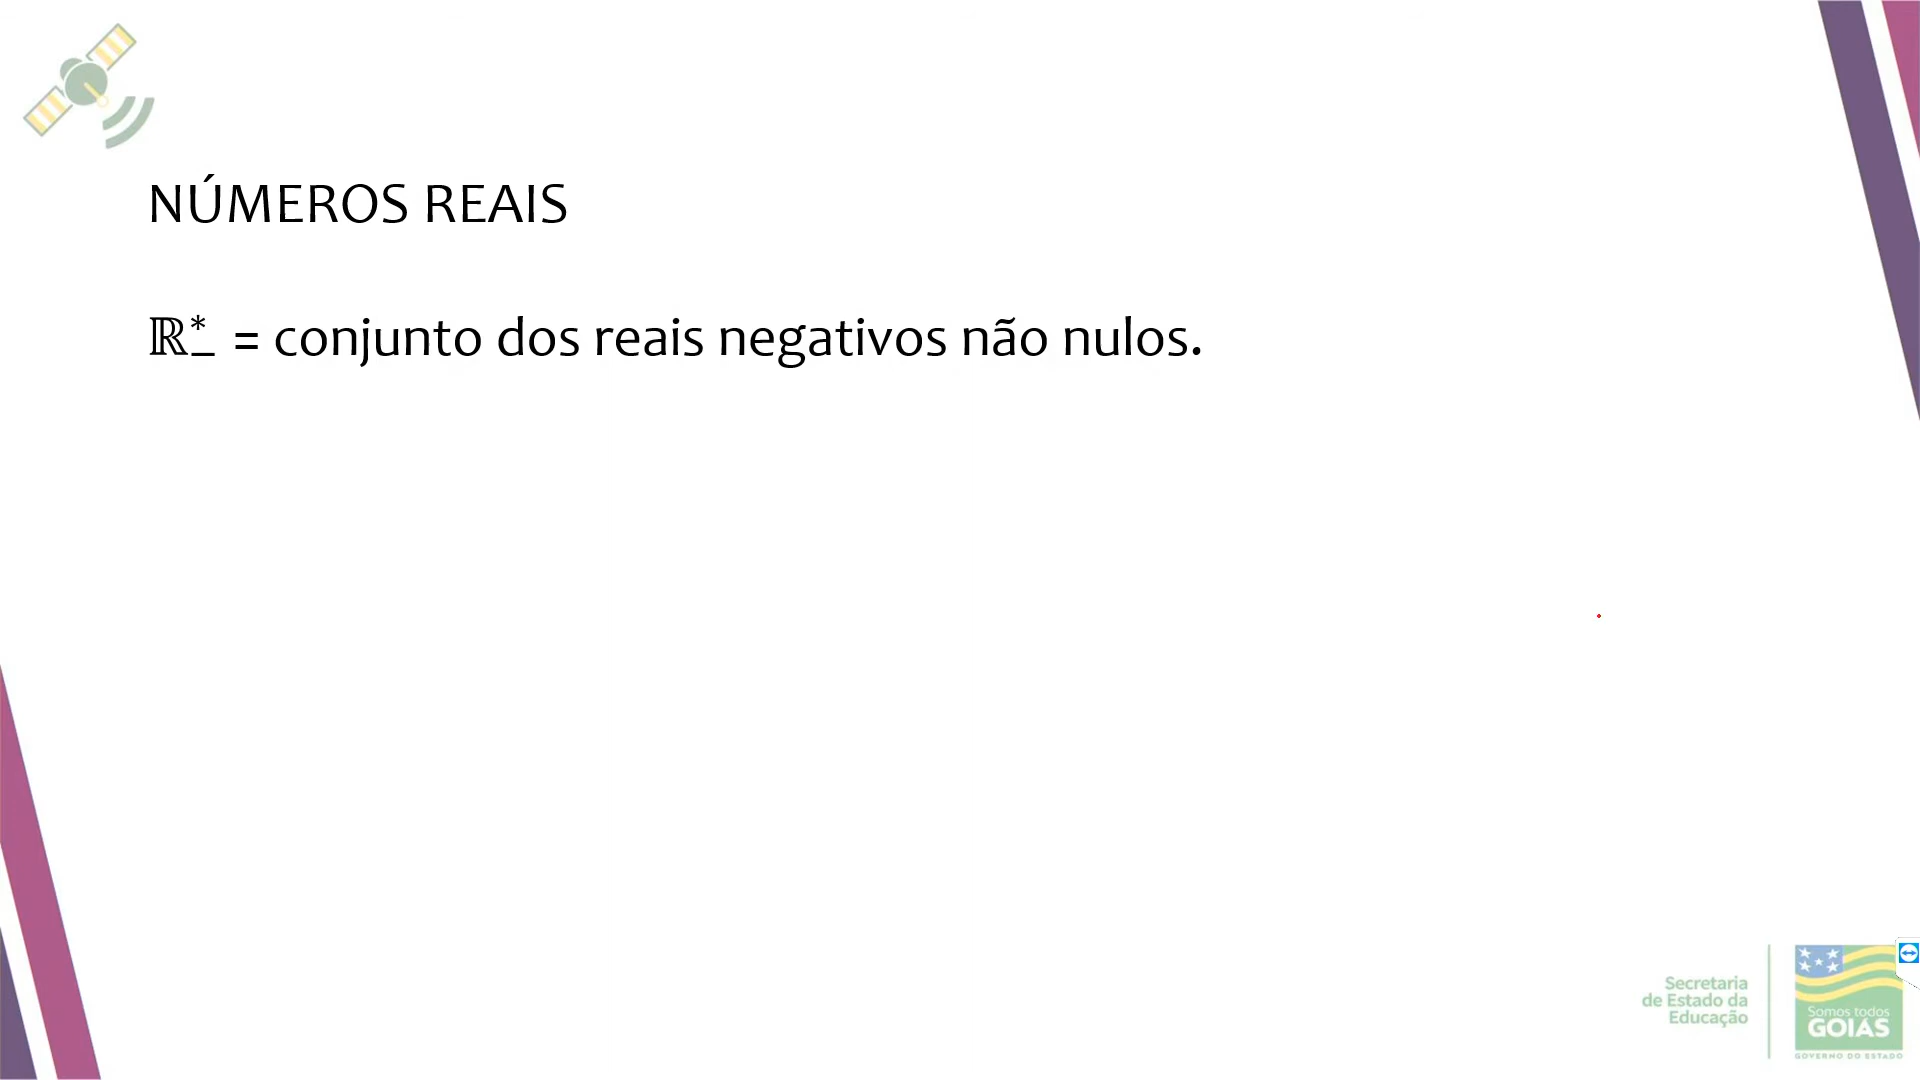 NÚMEROS REAIS
ℝ*₋ = conjunto dos reais negativos não nulos.
Secretaria
de Estado da
Educação
Somos todos
GOIÁS
GOVERNO DO ESTADO